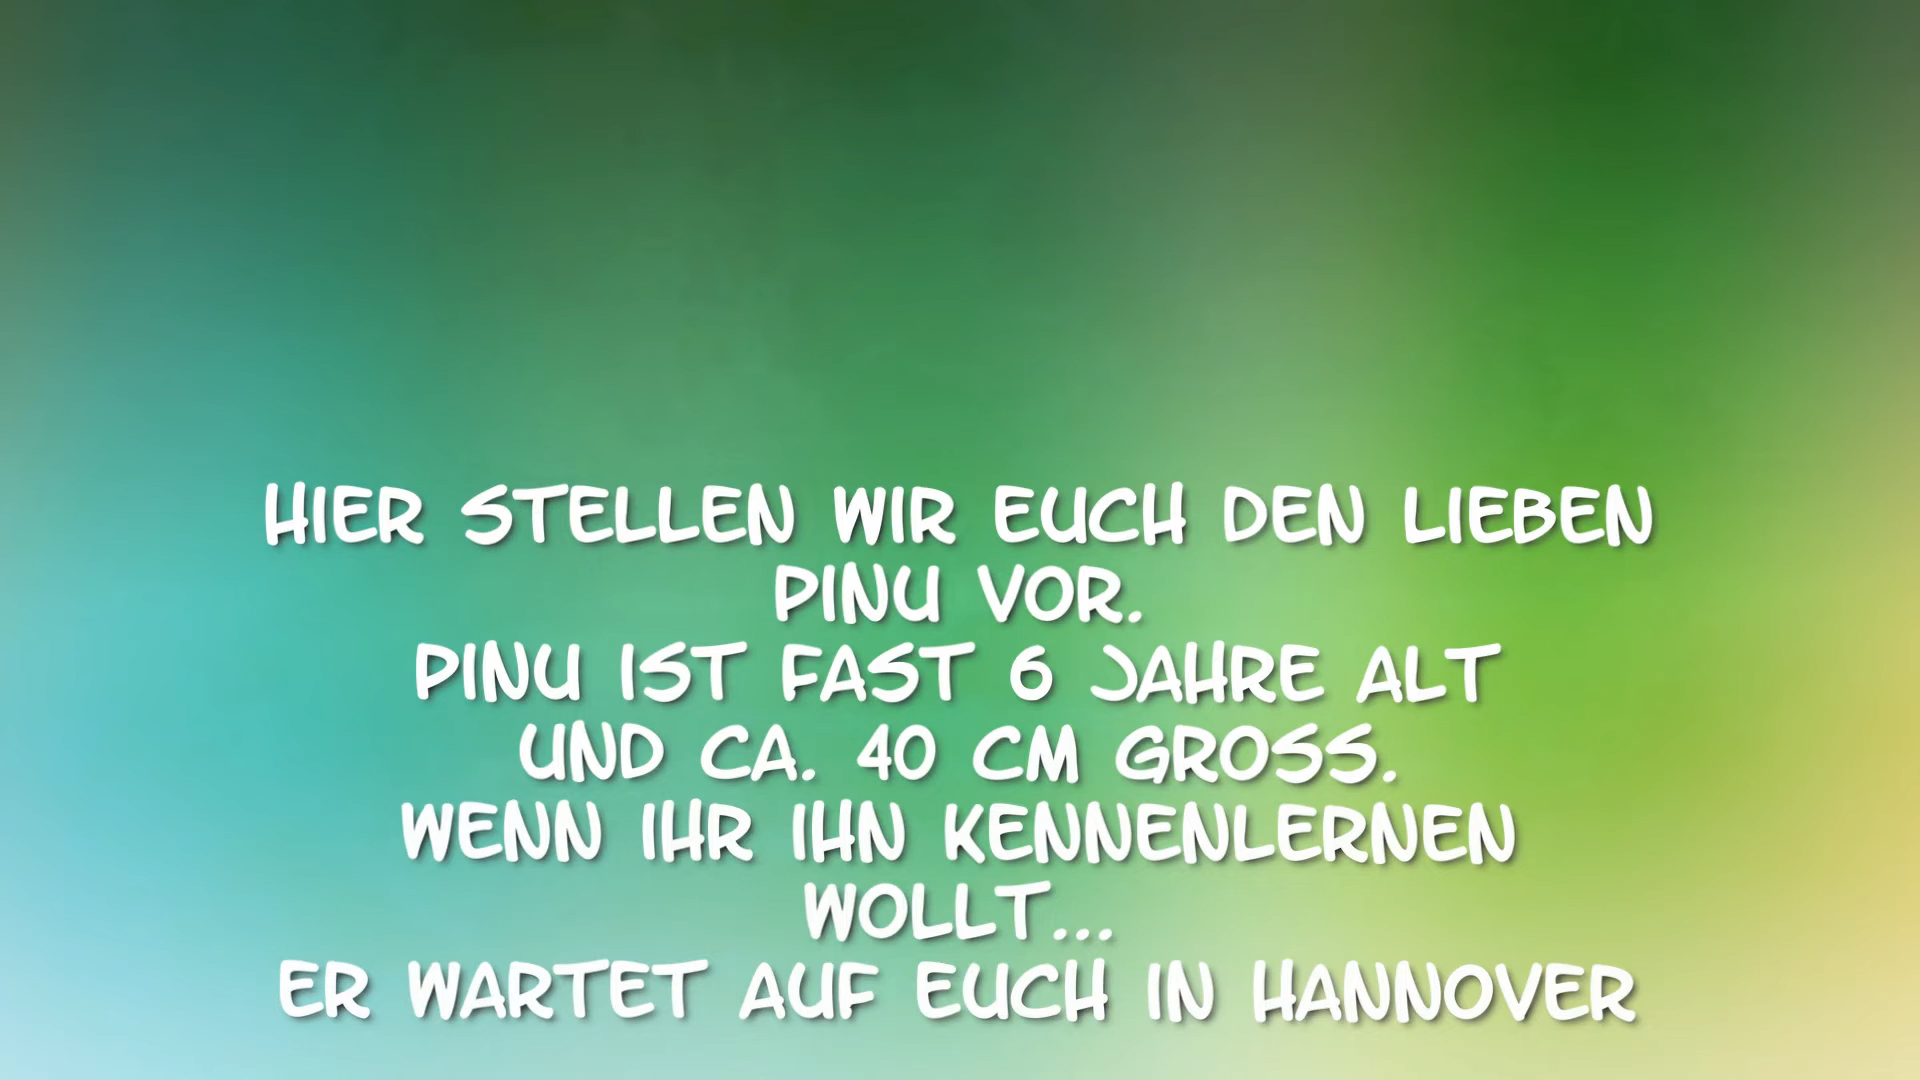 HIER STELLEN WIR EUCH DEN LIEBEN
PINU VOR.
PINU IST FAST 6 JAHRE ALT
UND CA. 40 CM GROSS.
WENN IHR IHN KENNENLERNEN
WOLLT...
ER WARTET AUF EUCH IN HANNOVER